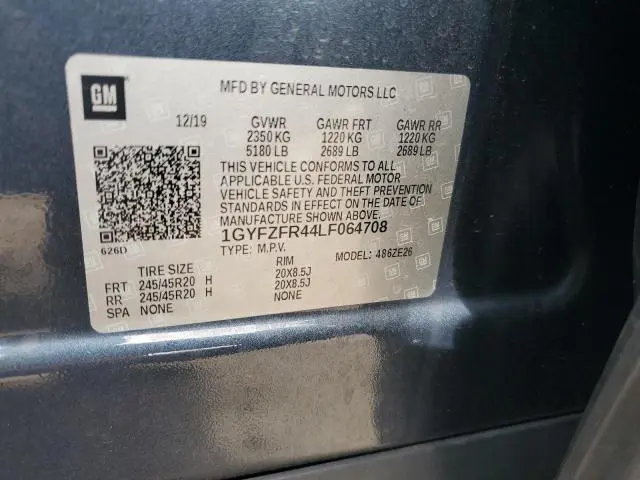 GM
MFD BY GENERAL MOTORS LLC
12/19 GVWR GAWR FRT GAWR RR
2350 KG 1220 KG 1220 KG
5180 LB 2689 LB 2689 LB
THIS VEHICLE CONFORMS TO ALL
APPLICABLE U.S. FEDERAL MOTOR
VEHICLE SAFETY AND THEFT PREVENTION
STANDARDS IN EFFECT ON THE DATE OF
MANUFACTURE SHOWN ABOVE.
1GYFZFR44LF064708
626D TYPE: M.P.V. MODEL: 486ZE26
TIRE SIZE RIM
FRT 245/45R20 H 20X8.5J
RR 245/45R20 H 20X8.5J
SPA NONE NONE